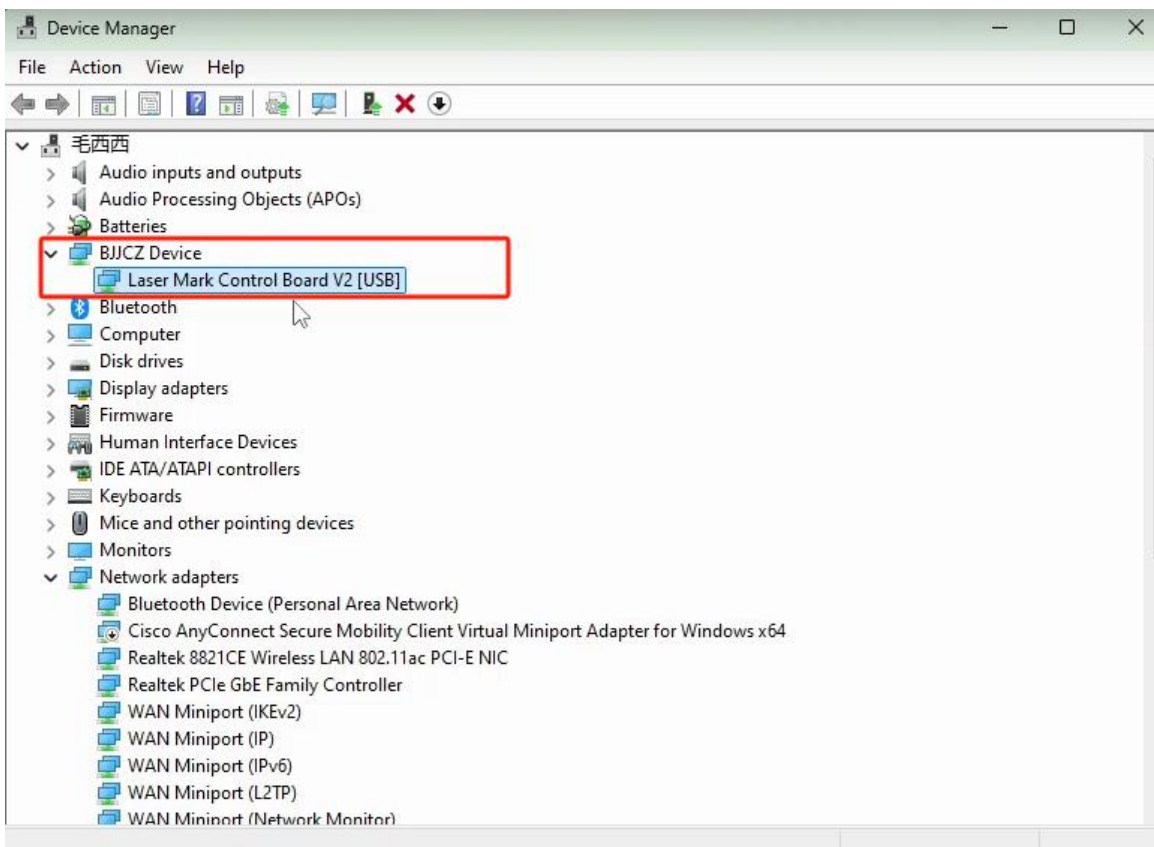 Device Manager
File Action View Help
毛西西
Audio inputs and outputs
Audio Processing Objects (APOs)
Batteries
BJJCZ Device
Laser Mark Control Board V2 [USB]
Bluetooth
Computer
Disk drives
Display adapters
Firmware
Human Interface Devices
IDE ATA/ATAPI controllers
Keyboards
Mice and other pointing devices
Monitors
Network adapters
Bluetooth Device (Personal Area Network)
Cisco AnyConnect Secure Mobility Client Virtual Miniport Adapter for Windows x64
Realtek 8821CE Wireless LAN 802.11ac PCI-E NIC
Realtek PCIe GbE Family Controller
WAN Miniport (IKEv2)
WAN Miniport (IP)
WAN Miniport (IPv6)
WAN Miniport (L2TP)
WAN Miniport (Network Monitor)